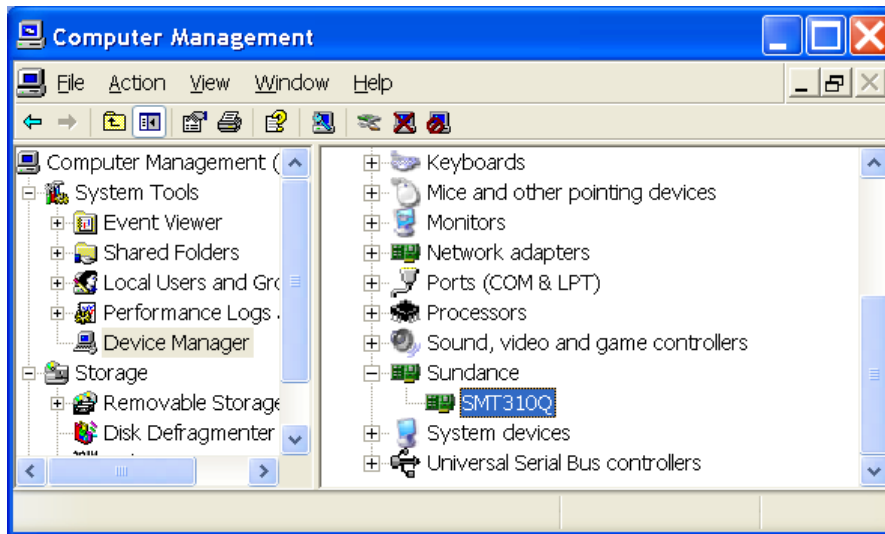 Computer Management
File Action View Window Help
Computer Management (
System Tools
Event Viewer
Shared Folders
Local Users and Gro
Performance Logs
Device Manager
Storage
Removable Storage
Disk Defragmenter
Keyboards
Mice and other pointing devices
Monitors
Network adapters
Ports (COM & LPT)
Processors
Sound, video and game controllers
Sundance
SMT310Q
System devices
Universal Serial Bus controllers